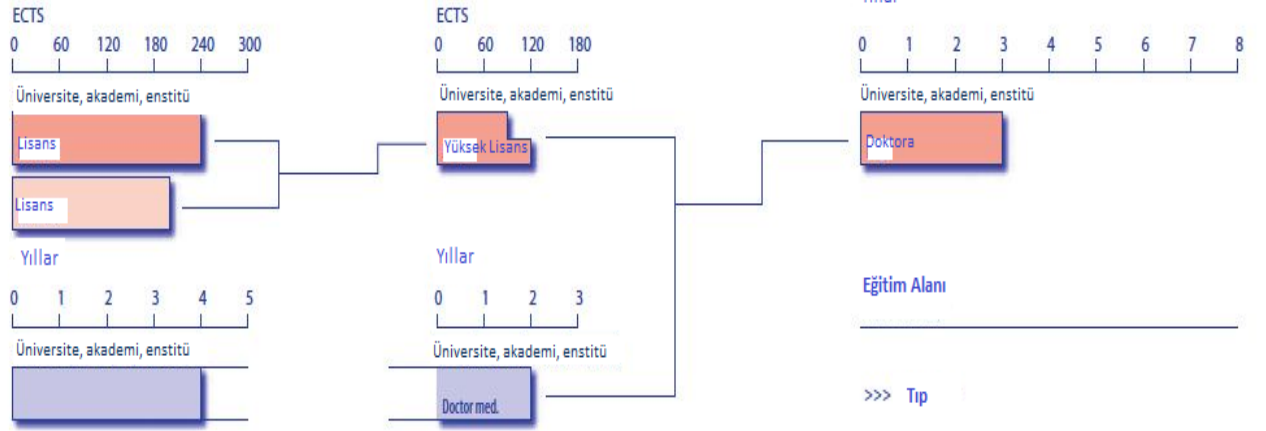 ECTS
0 60 120 180 240 300
Üniversite, akademi, enstitü
Lisans
Lisans
Yıllar
0 1 2 3 4 5
Üniversite, akademi, enstitü
ECTS
0 60 120 180
Üniversite, akademi, enstitü
Yüksek Lisans
Yıllar
0 1 2 3
Üniversite, akademi, enstitü
Doctor med.
0 1 2 3 4 5 6 7 8
Üniversite, akademi, enstitü
Doktora
Eğitim Alanı
>>> Tıp